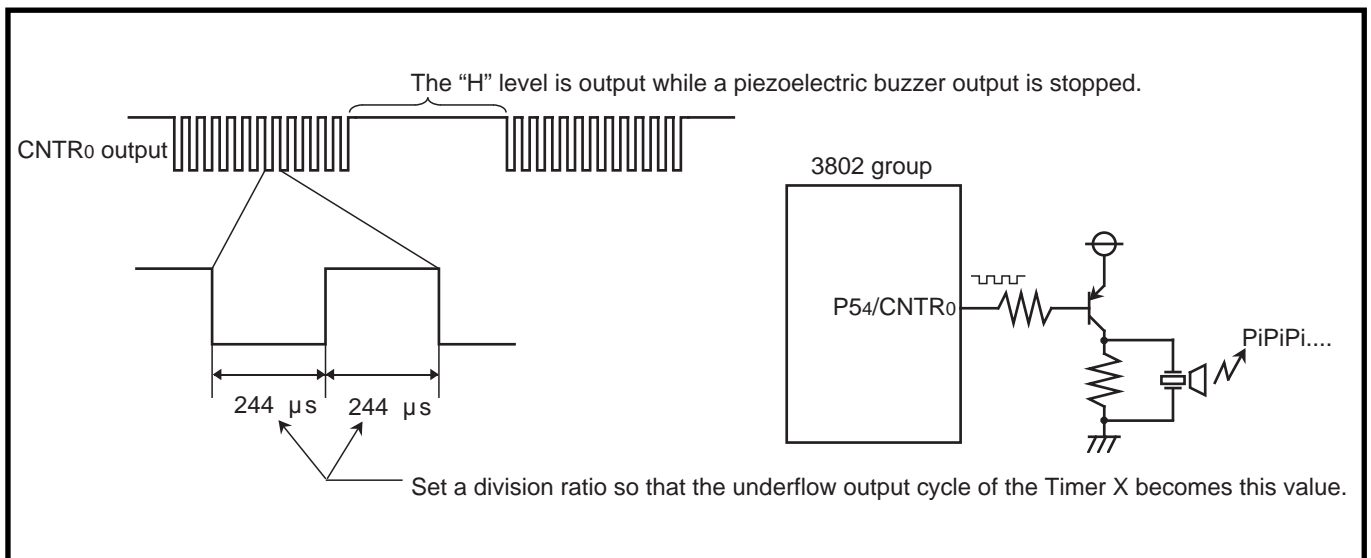 The “H” level is output while a piezoelectric buzzer output is stopped.
CNTR0 output
3802 group
P54/CNTR0
PiPiPi....
244 μs 244 μs
Set a division ratio so that the underflow output cycle of the Timer X becomes this value.